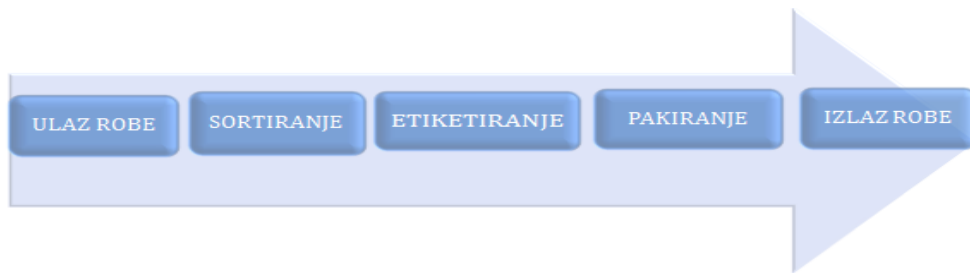 ULAZ ROBE
SORTIRANJE
ETIKETIRANJE
PAKIRANJE
IZLAZ ROBE